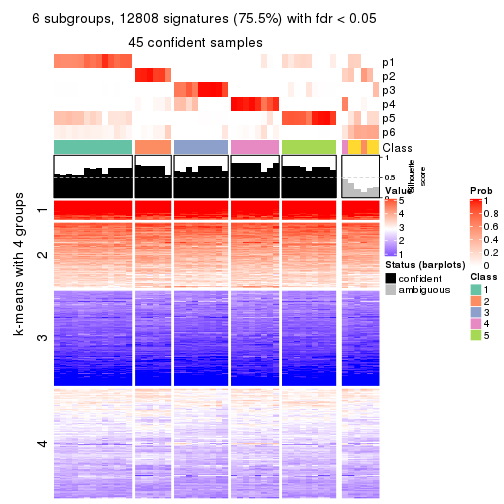 6 subgroups, 12808 signatures (75.5%) with fdr < 0.05
45 confident samples
p1
p2
p3
p4
p5
p6
Class
1
0.5
0
Silhouette
score
k-means with 4 groups
1
2
3
4
Value
5
4
3
2
1
Status (barplots)
confident
ambiguous
Prob
1
0.8
0.6
0.4
0.2
0
Class
1
2
3
4
5